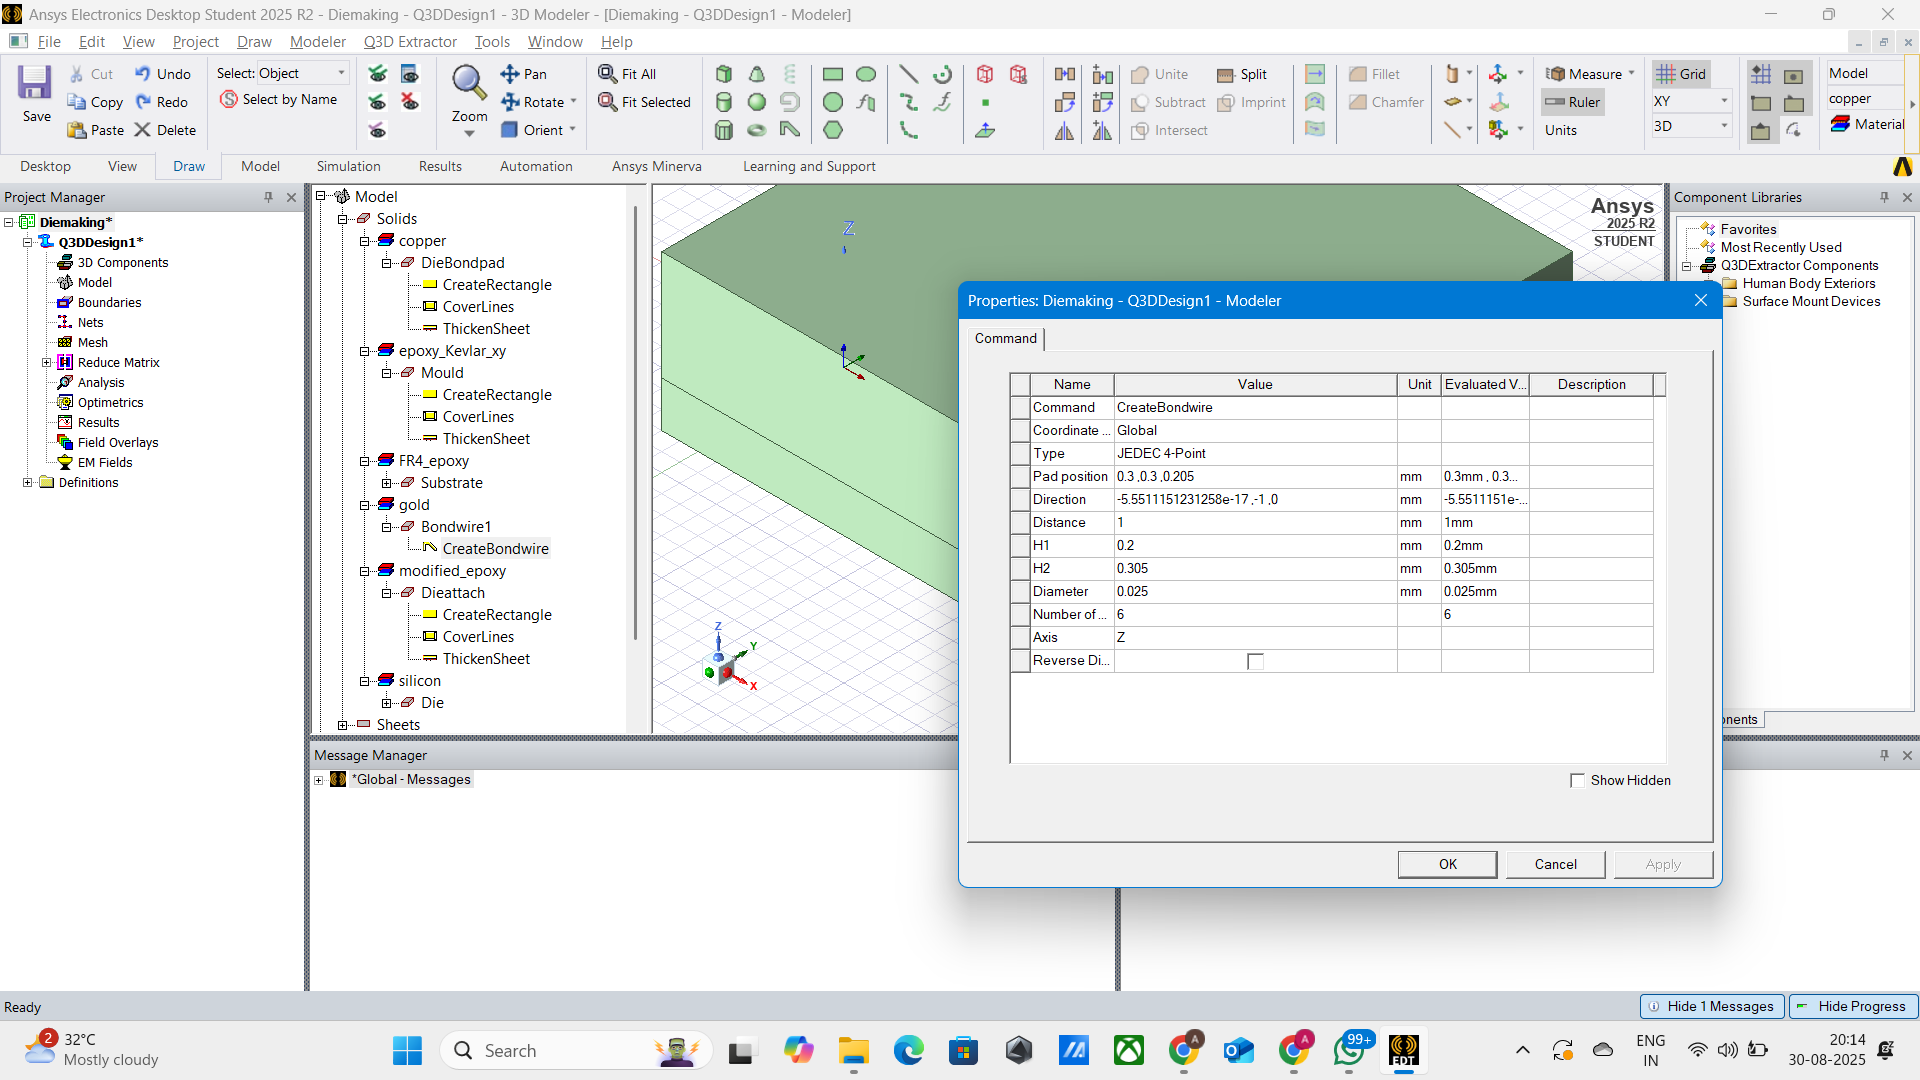 Ansys Electronics Desktop Student 2025 R2 - Diemaking - Q3DDesign1 - 3D Modeler - [Diemaking - Q3DDesign1 - Modeler]
File Edit View Project Draw Modeler Q3D Extractor Tools Window Help
Save
Cut
Copy
Paste
Undo
Redo
Delete
Select: Object
Select by Name
Zoom
Pan
Rotate
Orient
Fit All
Fit Selected
Unite
Subtract
Intersect
Split
Imprint
Fillet
Chamfer
Measure
Ruler
Units
Grid
XY
3D
Model
copper
Material
Desktop View Draw Model Simulation Results Automation Ansys Minerva Learning and Support
Project Manager
Diemaking*
Q3DDesign1*
3D Components
Model
Boundaries
Nets
Mesh
Reduce Matrix
Analysis
Optimetrics
Results
Field Overlays
EM Fields
Definitions
Model
Solids
copper
DieBondpad
CreateRectangle
CoverLines
ThickenSheet
epoxy_Kevlar_xy
Mould
CreateRectangle
CoverLines
ThickenSheet
FR4_epoxy
Substrate
gold
Bondwire1
CreateBondwire
modified_epoxy
Dieattach
CreateRectangle
CoverLines
ThickenSheet
silicon
Die
Sheets
Z
Ansys
2025 R2
STUDENT
Z
Y
X
Component Libraries
Favorites
Most Recently Used
Q3DExtractor Components
Human Body Exteriors
Surface Mount Devices
nents
Properties: Diemaking - Q3DDesign1 - Modeler
Command
Name Value Unit Evaluated V... Description
Command CreateBondwire
Coordinate ... Global
Type JEDEC 4-Point
Pad position 0.3 ,0.3 ,0.205 mm 0.3mm , 0.3...
Direction -5.5511151231258e-17 ,-1 ,0 mm -5.5511151e-...
Distance 1 mm 1mm
H1 0.2 mm 0.2mm
H2 0.305 mm 0.305mm
Diameter 0.025 mm 0.025mm
Number of ... 6 6
Axis Z
Reverse Di...
Show Hidden
OK Cancel Apply
Message Manager
*Global - Messages
Ready
Hide 1 Messages Hide Progress
2
32°C
Mostly cloudy
Search
A
A
99+
EDT
ENG
IN
20:14
30-08-2025